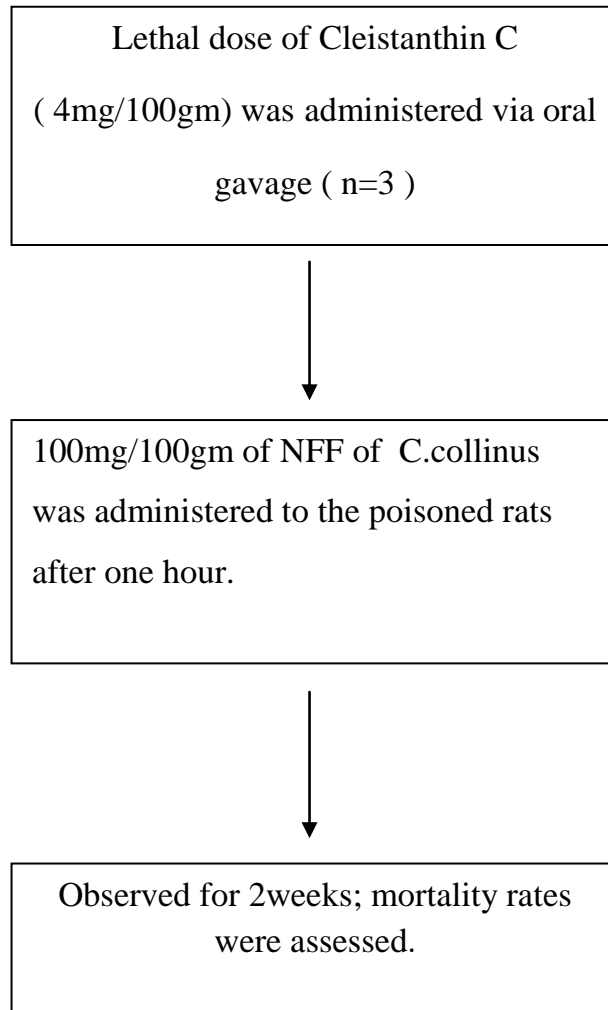 Lethal dose of Cleistanthin C
( 4mg/100gm) was administered via oral
gavage ( n=3 )
100mg/100gm of NFF of C.collinus
was administered to the poisoned rats
after one hour.
Observed for 2weeks; mortality rates
were assessed.